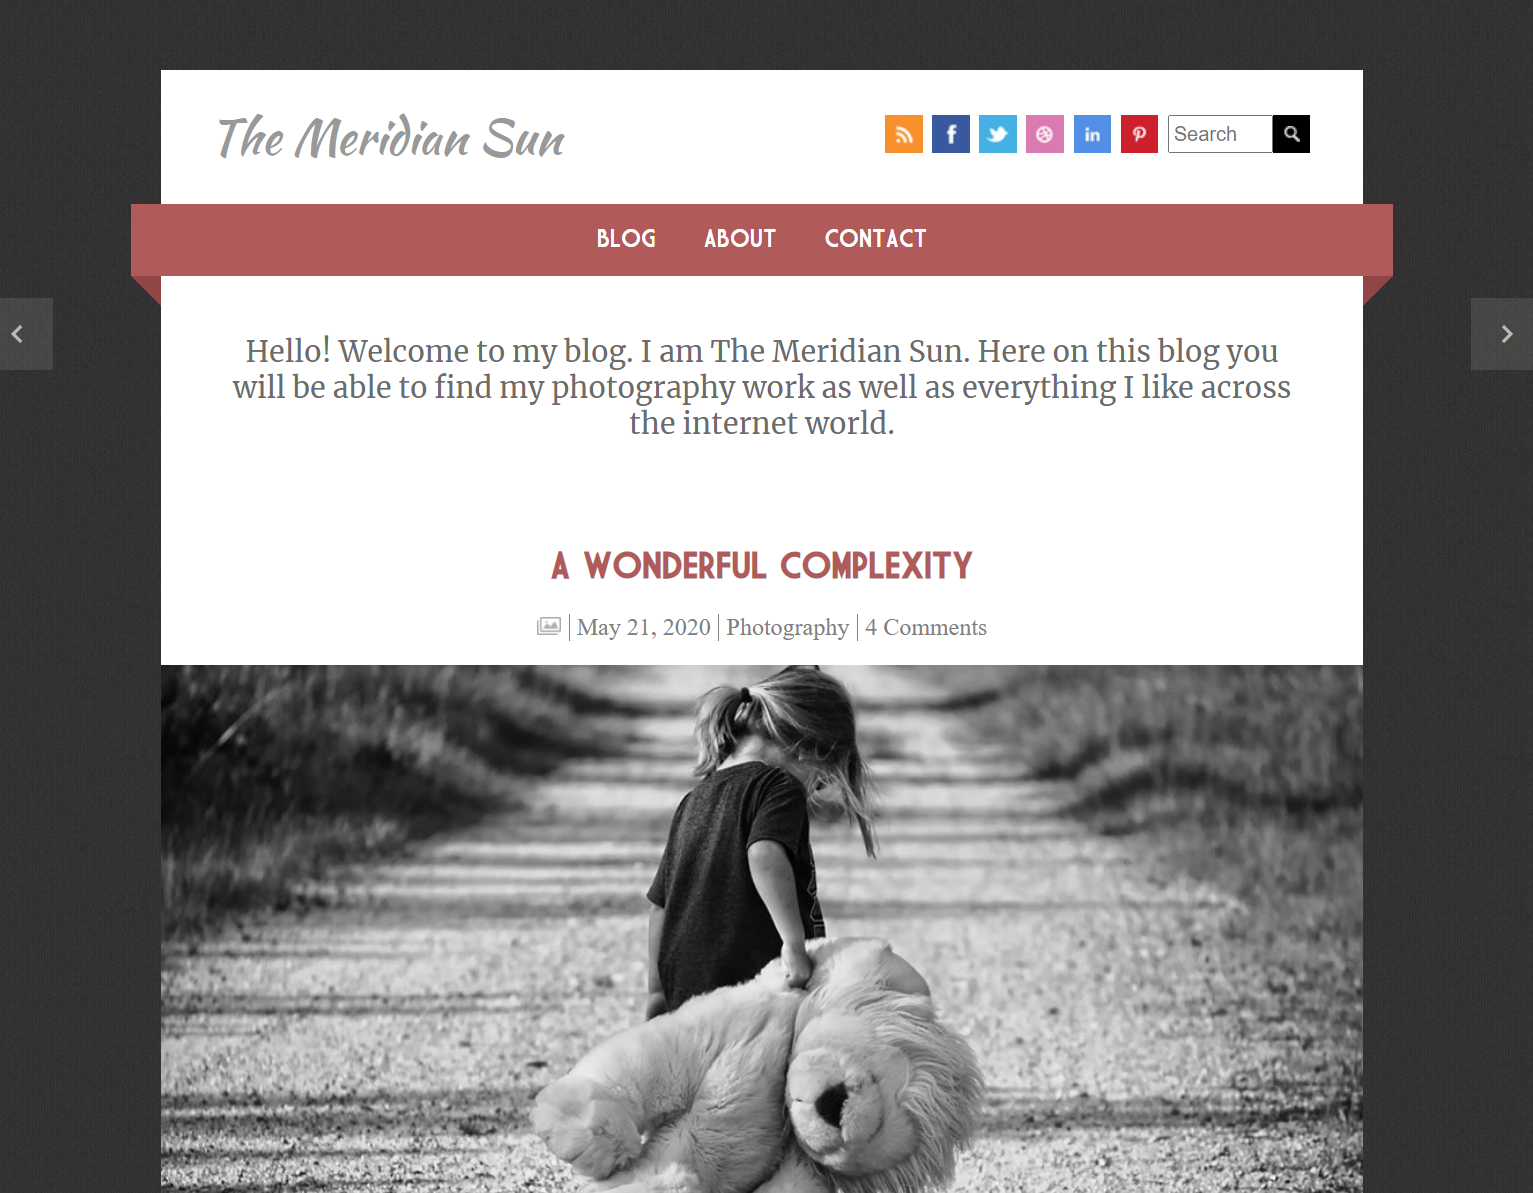 The Meridian Sun
Search
BLOG ABOUT CONTACT
Hello! Welcome to my blog. I am The Meridian Sun. Here on this blog you
will be able to find my photography work as well as everything I like across
the internet world.
A WONDERFUL COMPLEXITY
May 21, 2020 | Photography | 4 Comments